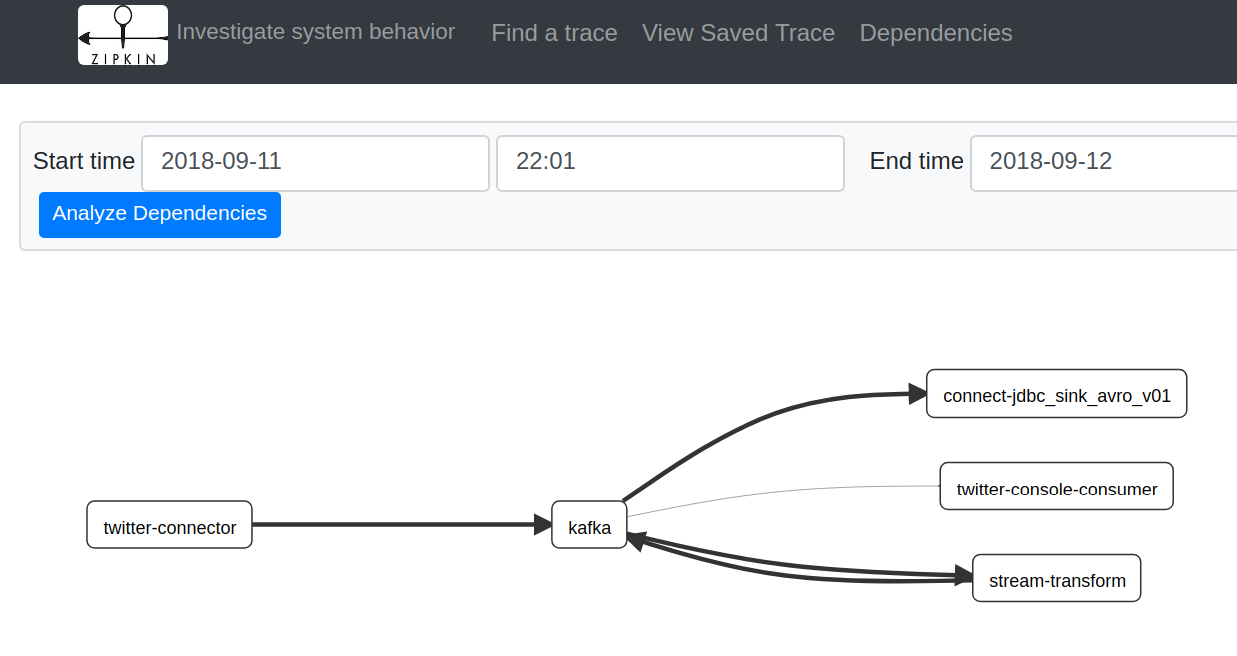 ZIPKIN Investigate system behavior Find a trace View Saved Trace Dependencies
Start time 2018-09-11 22:01 End time 2018-09-12
Analyze Dependencies
connect-jdbc_sink_avro_v01
twitter-console-consumer
twitter-connector kafka
stream-transform